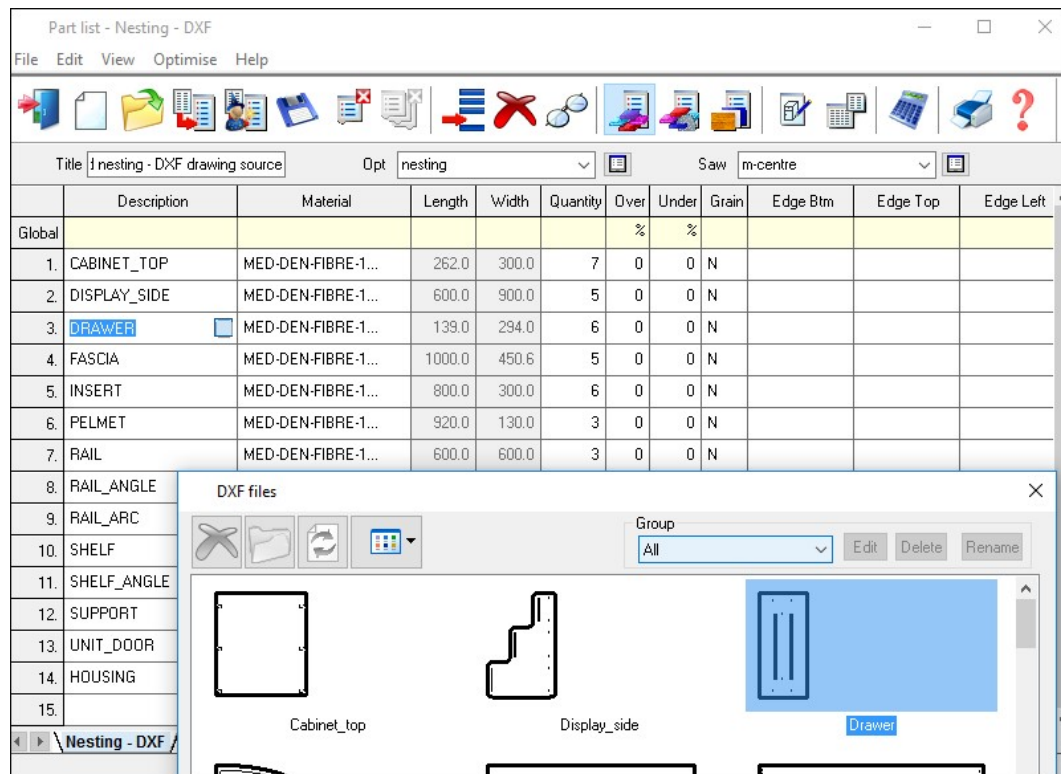 Part list - Nesting - DXF
File Edit View Optimise Help
Title d nesting - DXF drawing source Opt nesting Saw m-centre
Description Material Length Width Quantity Over Under Grain Edge Btm Edge Top Edge Left
Global % %
1. CABINET_TOP MED-DEN-FIBRE-1... 262.0 300.0 7 0 0 N
2. DISPLAY_SIDE MED-DEN-FIBRE-1... 600.0 900.0 5 0 0 N
3. DRAWER MED-DEN-FIBRE-1... 139.0 294.0 6 0 0 N
4. FASCIA MED-DEN-FIBRE-1... 1000.0 450.6 5 0 0 N
5. INSERT MED-DEN-FIBRE-1... 800.0 300.0 6 0 0 N
6. PELMET MED-DEN-FIBRE-1... 920.0 130.0 3 0 0 N
7. RAIL MED-DEN-FIBRE-1... 600.0 600.0 3 0 0 N
8. RAIL_ANGLE
9. RAIL_ARC
10. SHELF
11. SHELF_ANGLE
12. SUPPORT
13. UNIT_DOOR
14. HOUSING
15.
Nesting - DXF
DXF files
Group
All Edit Delete Rename
Cabinet_top Display_side Drawer